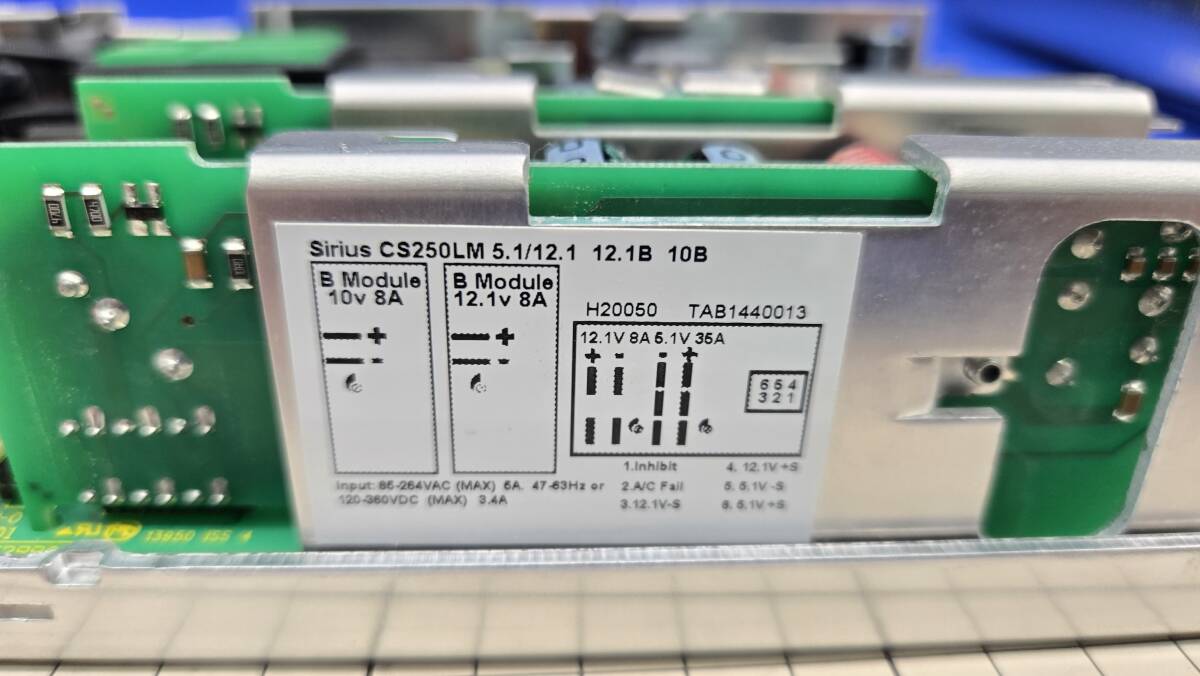 Sirius CS250LM 5.1/12.1 12.1B 10B
B Module
10v 8A
+
-
B Module
12.1v 8A
+
-
H20050 TAB1440013
12.1V 8A 5.1V 35A
+ - - +
6 5 4
3 2 1
1.Inhibit 4. 12.1V+S
2.A/C Fail 5. 5.1V-S
3.12.1V-S 6. 5.1V+S
Input: 85-264VAC (MAX) 6A. 47-63Hz or
120-360VDC (MAX) 3.4A
4700
4700
13950 ISS 4